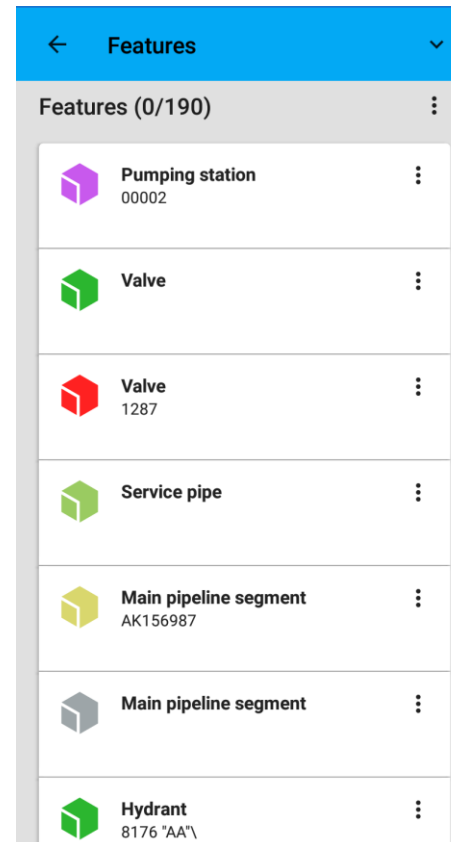 Features
Features (0/190)
Pumping station
00002
Valve
Valve
1287
Service pipe
Main pipeline segment
AK156987
Main pipeline segment
Hydrant
8176 "AA"\